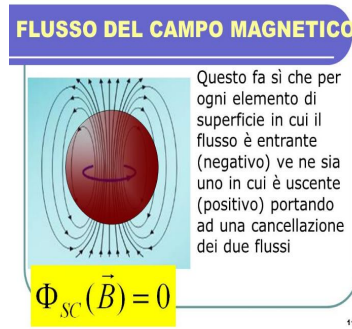 FLUSSO DEL CAMPO MAGNETICO
Questo fa sì che per
ogni elemento di
superficie in cui il
flusso è entrante
(negativo) ve ne sia
uno in cui è uscente
(positivo) portando
ad una cancellazione
dei due flussi
Φ_SC(B⃗) = 0